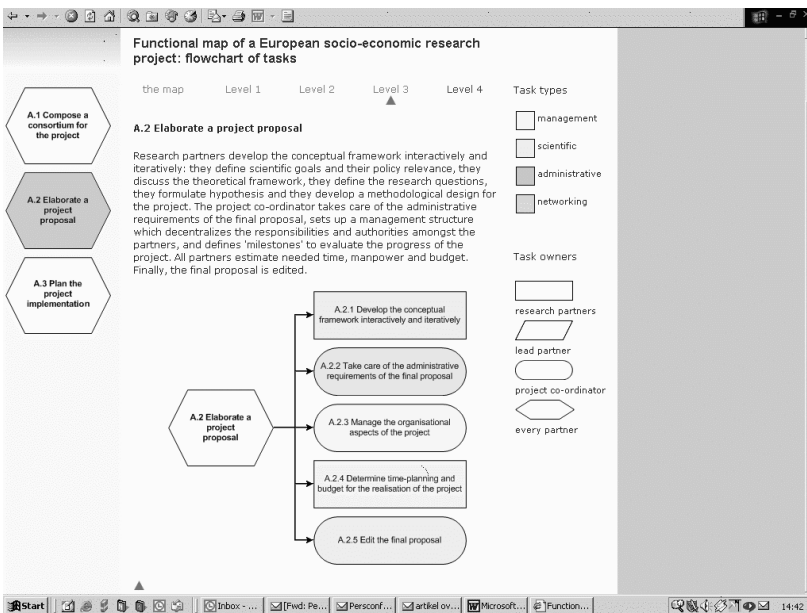 Functional map of a European socio-economic research
project: flowchart of tasks
the map
Level 1
Level 2
Level 3
Level 4
A.1 Compose a
consortium for
the project
A.2 Elaborate a
project
proposal
A.3 Plan the
project
implementation
A.2 Elaborate a project proposal
Research partners develop the conceptual framework interactively and
iteratively: they define scientific goals and their policy relevance, they
discuss the theoretical framework, they define the research questions,
they formulate hypothesis and they develop a methodological design for
the project. The project co-ordinator takes care of the administrative
requirements of the final proposal, sets up a management structure
which decentralizes the responsibilities and authorities amongst the
partners, and defines 'milestones' to evaluate the progress of the
project. All partners estimate needed time, manpower and budget.
Finally, the final proposal is edited.
A.2 Elaborate a
project
proposal
A.2.1 Develop the conceptual
framework interactively and iteratively
A.2.2 Take care of the administrative
requirements of the final proposal
A.2.3 Manage the organisational
aspects of the project
A.2.4 Determine time-planning and
budget for the realisation of the project
A.2.5 Edit the final proposal
Task types
management
scientific
administrative
networking
Task owners
research partners
lead partner
project co-ordinator
every partner
Start
Inbox - ...
[Fwd: Pe...
Persconf...
artikel ov...
Microsoft...
Function...
14:42